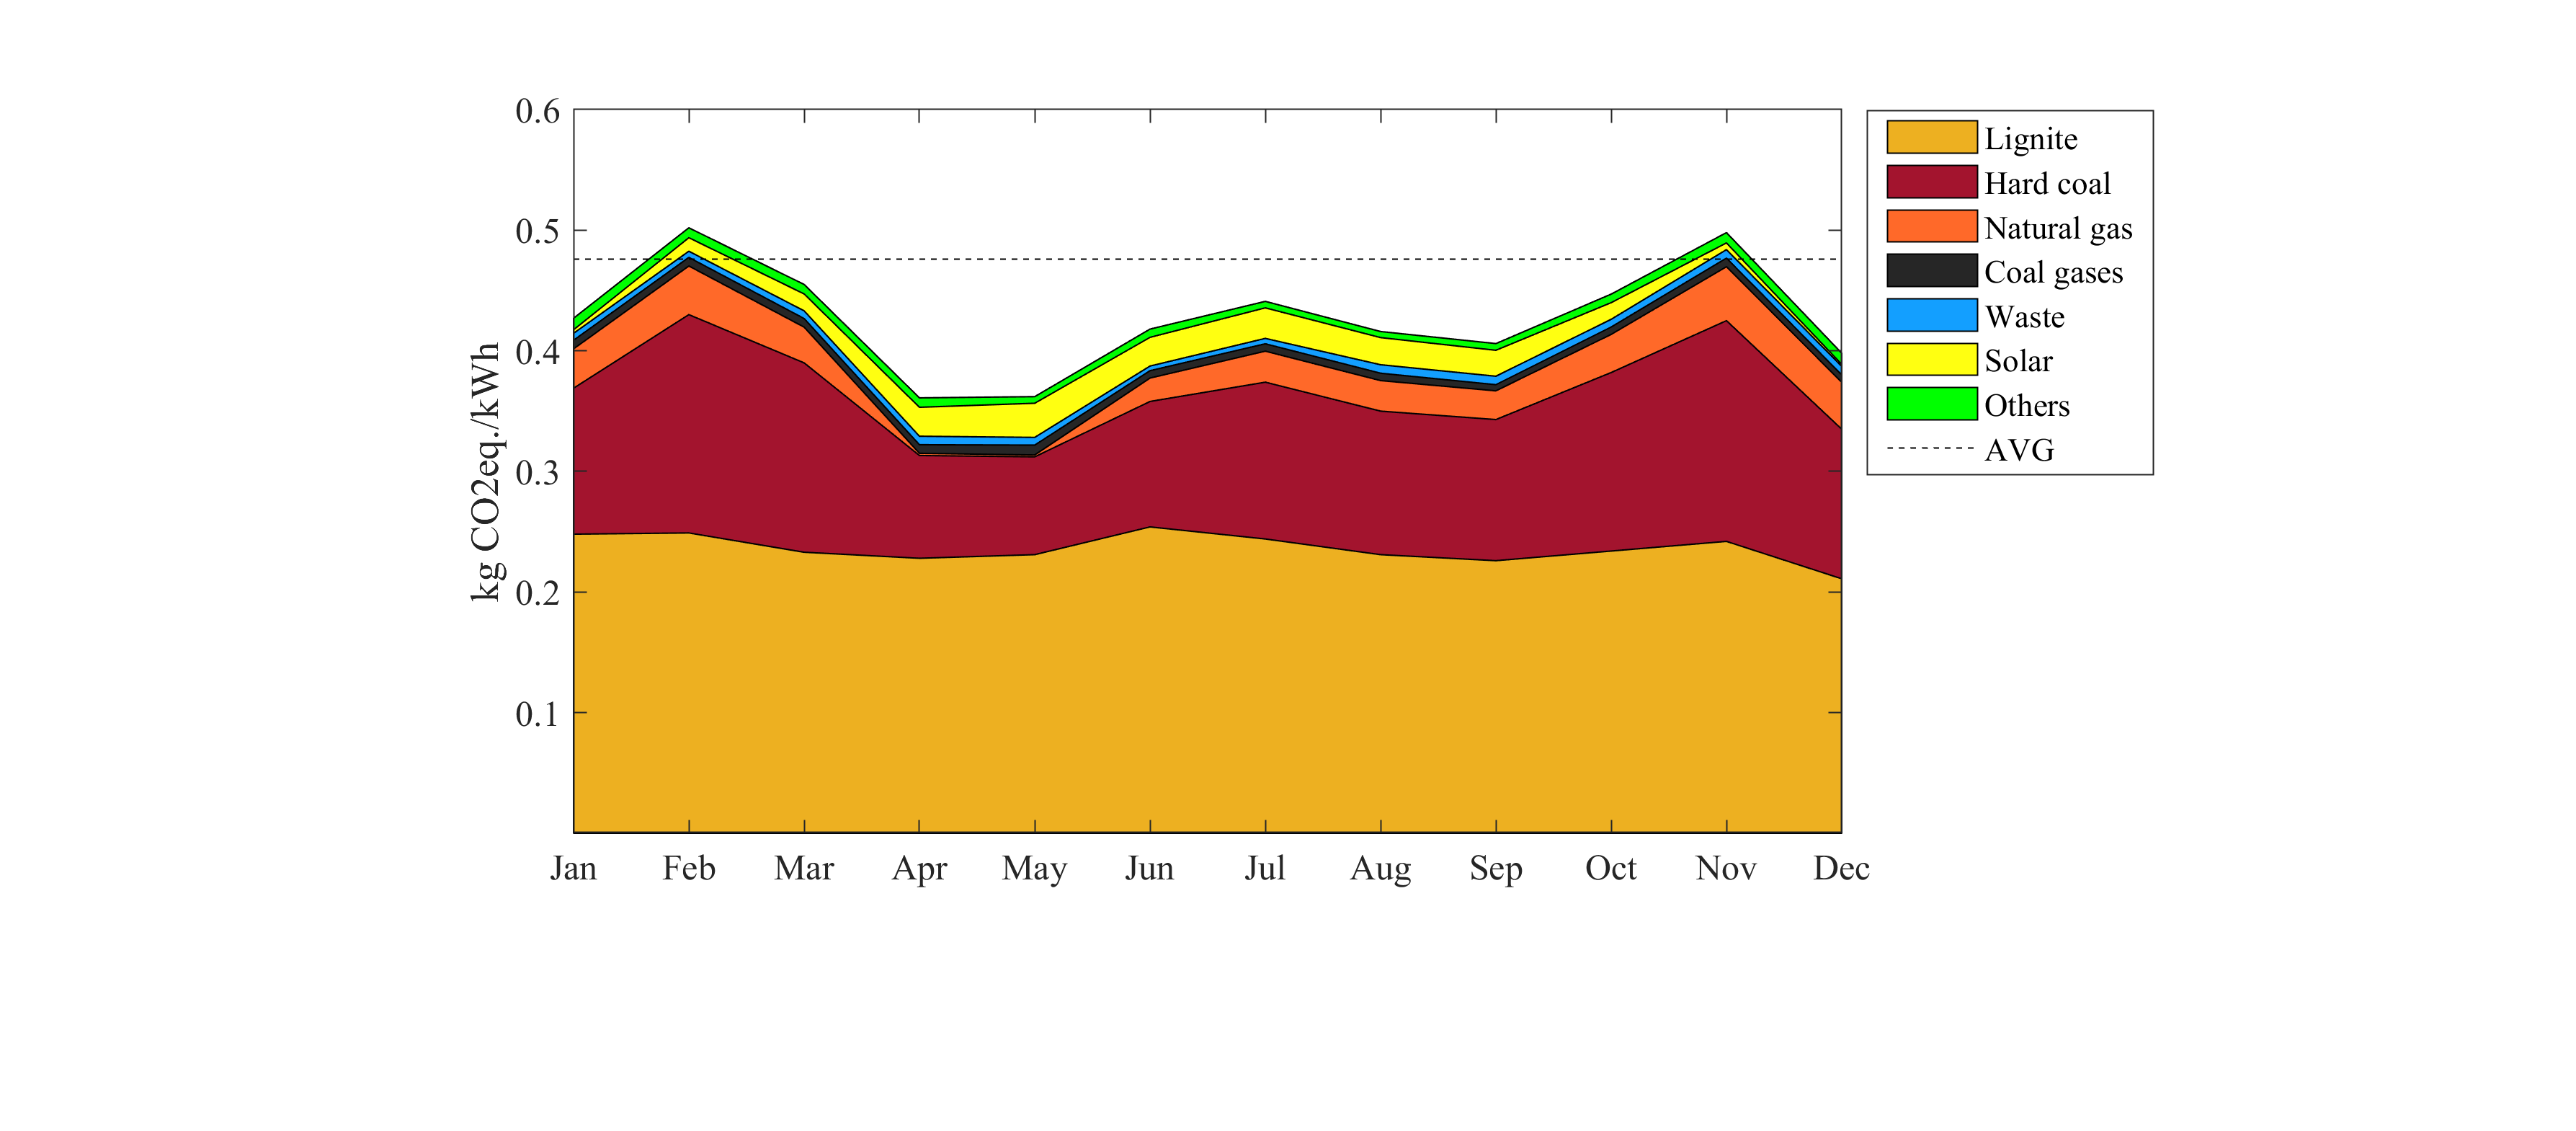 0.6
0.5
0.4
0.3
0.2
0.1
kg CO2eq./kWh
Jan Feb Mar Apr May Jun Jul Aug Sep Oct Nov Dec
Lignite
Hard coal
Natural gas
Coal gases
Waste
Solar
Others
AVG